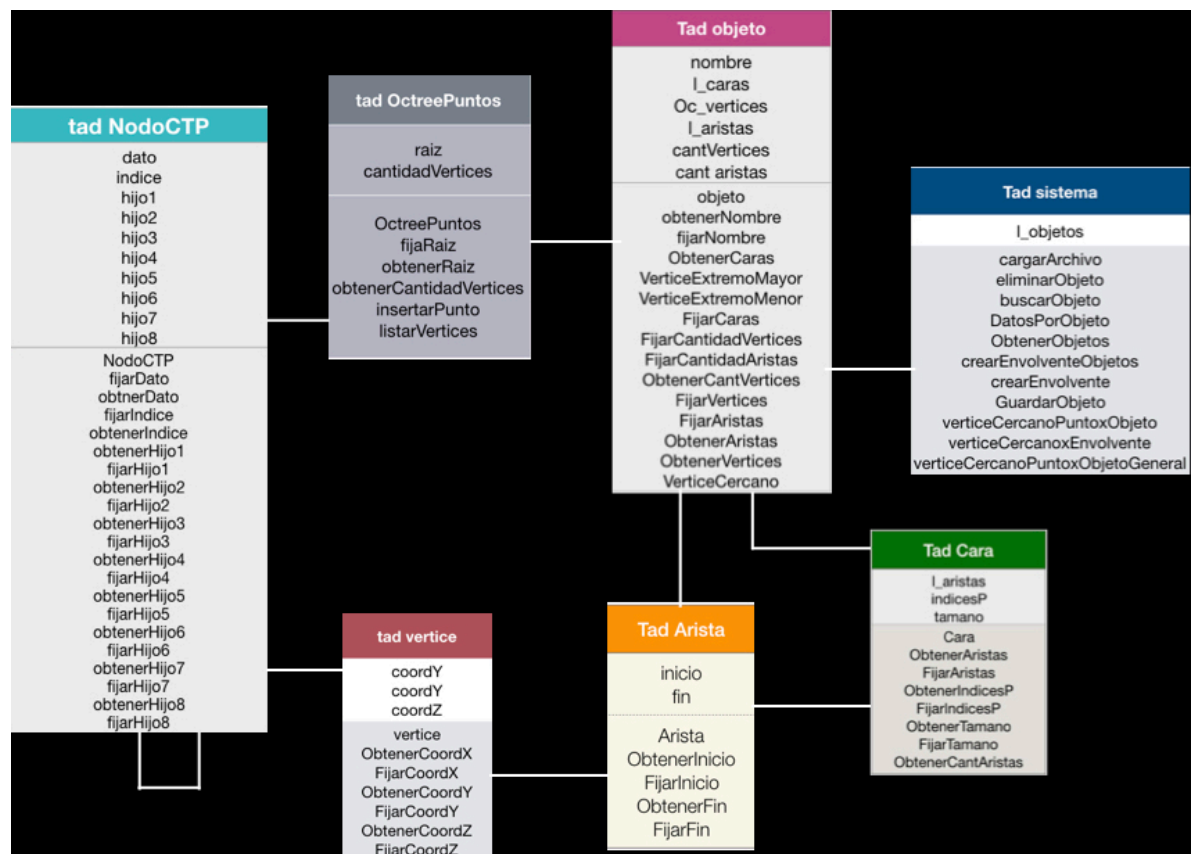 tad NodoCTP
dato
indice
hijo1
hijo2
hijo3
hijo4
hijo5
hijo6
hijo7
hijo8
NodoCTP
fijarDato
obtnerDato
fijarIndice
obtenerIndice
obtenerHijo1
fijarHijo1
obtenerHijo2
fijarHijo2
obtenerHijo3
fijarHijo3
obtenerHijo4
fijarHijo4
obtenerHijo5
fijarHijo5
obtenerHijo6
fijarHijo6
obtenerHijo7
fijarHijo7
obtenerHijo8
fijarHijo8
tad OctreePuntos
raiz
cantidadVertices
OctreePuntos
fijaRaiz
obtenerRaiz
obtenerCantidadVertices
insertarPunto
listarVertices
Tad objeto
nombre
l_caras
Oc_vertices
l_aristas
cantVertices
cant aristas
objeto
obtenerNombre
fijarNombre
ObtenerCaras
VerticeExtremoMayor
VerticeExtremoMenor
FijarCaras
FijarCantidadVertices
FijarCantidadAristas
ObtenerCantVertices
FijarVertices
FijarAristas
ObtenerAristas
ObtenerVertices
VerticeCercano
Tad sistema
l_objetos
cargarArchivo
eliminarObjeto
buscarObjeto
DatosPorObjeto
ObtenerObjetos
crearEnvolventeObjetos
crearEnvolvente
GuardarObjeto
verticeCercanoPuntoxObjeto
verticeCercanoxEnvolvente
verticeCercanoPuntoxObjetoGeneral
tad vertice
coordY
coordY
coordZ
vertice
ObtenerCoordX
FijarCoordX
ObtenerCoordY
FijarCoordY
ObtenerCoordZ
FijarCoordZ
Tad Arista
inicio
fin
Arista
ObtenerInicio
FijarInicio
ObtenerFin
FijarFin
Tad Cara
l_aristas
indicesP
tamano
Cara
ObtenerAristas
FijarAristas
ObtenerIndicesP
FijarIndicesP
ObtenerTamano
FijarTamano
ObtenerCantAristas